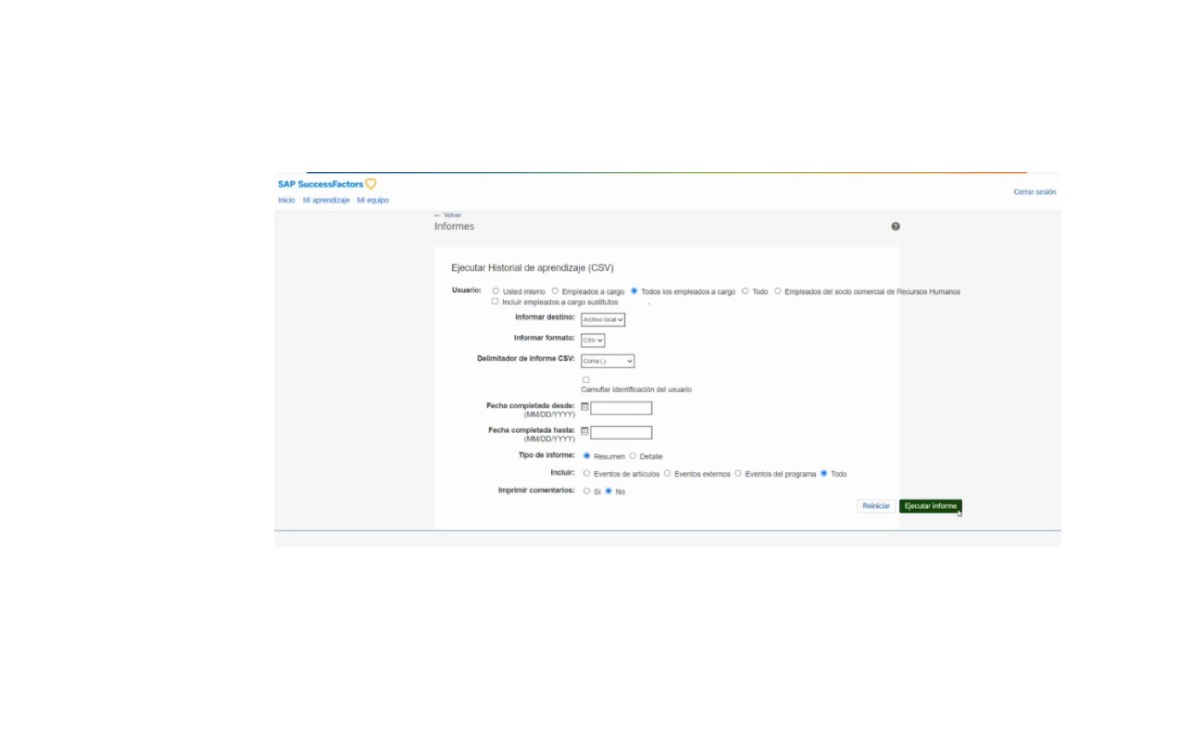 SAP SuccessFactors
Inicio Mi aprendizaje Mi equipo
Cerrar sesión
← Volver
Informes
Ejecutar Historial de aprendizaje (CSV)
Usuario: Usted mismo Empleados a cargo Todos los empleados a cargo Todo Empleados del socio comercial de Recursos Humanos
Incluir empleados a cargo sustitutos
Informar destino: Archivo local
Informar formato: CSV
Delimitador de informe CSV: Coma (,)
Camuflar identificación del usuario
Fecha completada desde:
(MM/DD/YYYY)
Fecha completada hasta:
(MM/DD/YYYY)
Tipo de informe: Resumen Detalle
Incluir: Eventos de artículos Eventos externos Eventos del programa Todo
Imprimir comentarios: Sí No
Reiniciar Ejecutar informe